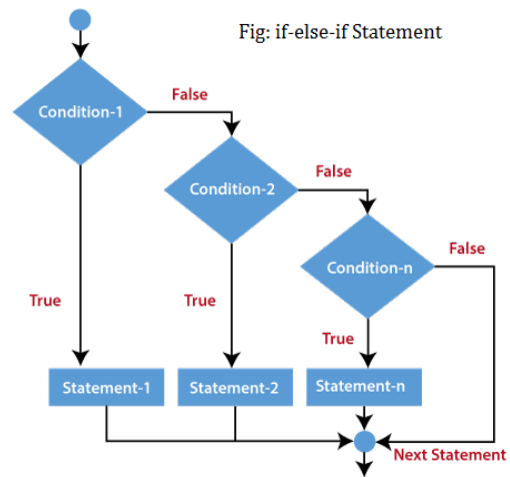 Fig: if-else-if Statement
Condition-1
False
Condition-2
False
Condition-n
False
True
True
True
Statement-1
Statement-2
Statement-n
Next Statement